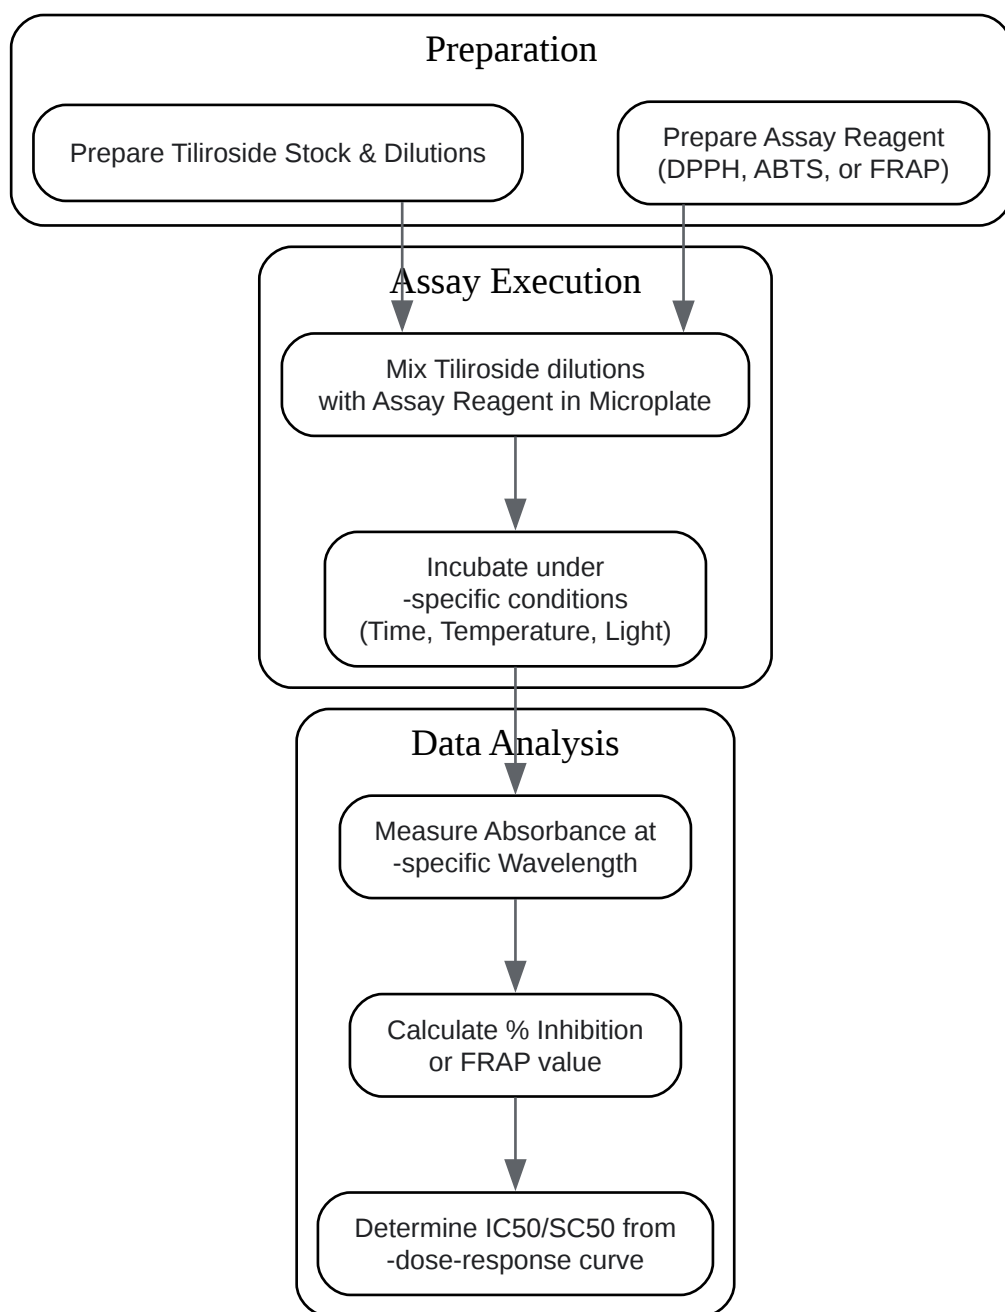 Preparation
Prepare Tiliroside Stock & Dilutions
Prepare Assay Reagent
(DPPH, ABTS, or FRAP)
Assay Execution
Mix Tiliroside dilutions
with Assay Reagent in Microplate
Incubate under
-specific conditions
(Time, Temperature, Light)
Data Analysis
Measure Absorbance at
-specific Wavelength
Calculate % Inhibition
or FRAP value
Determine IC50/SC50 from
-dose-response curve